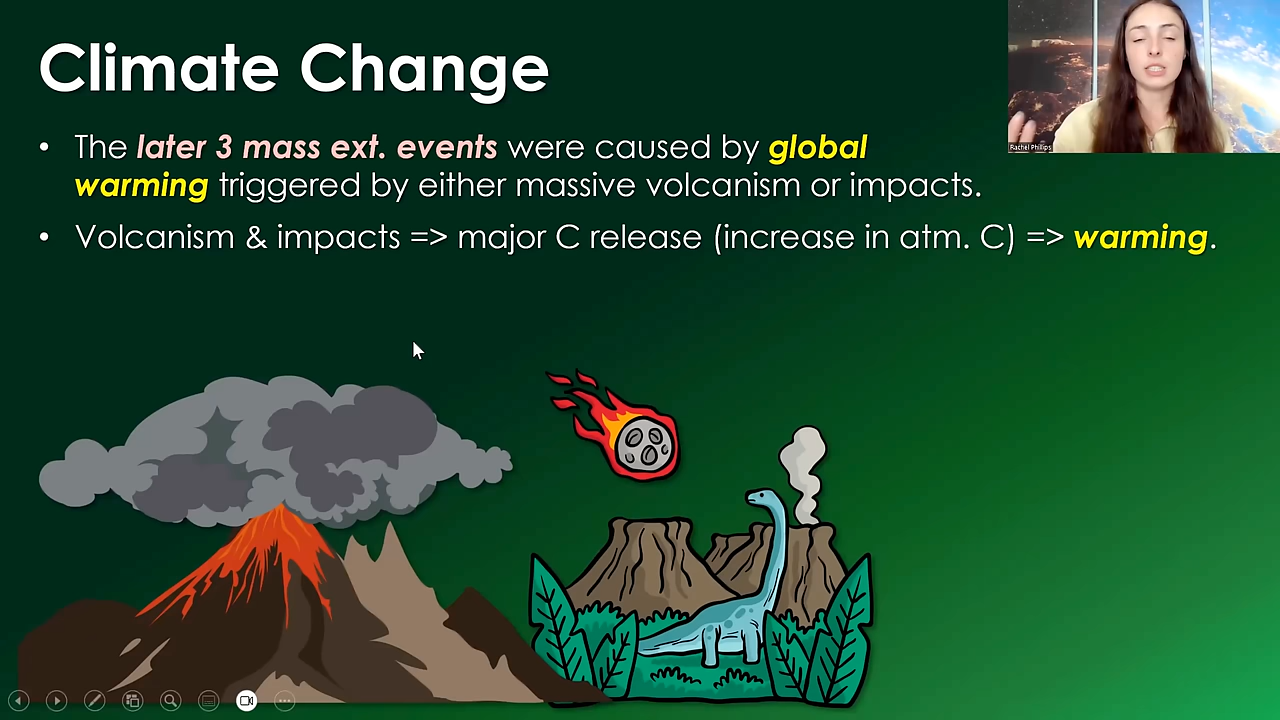 Climate Change
• The later 3 mass ext. events were caused by global
warming triggered by either massive volcanism or impacts.
• Volcanism & impacts => major C release (increase in atm. C) => warming.
Rachel Phillips